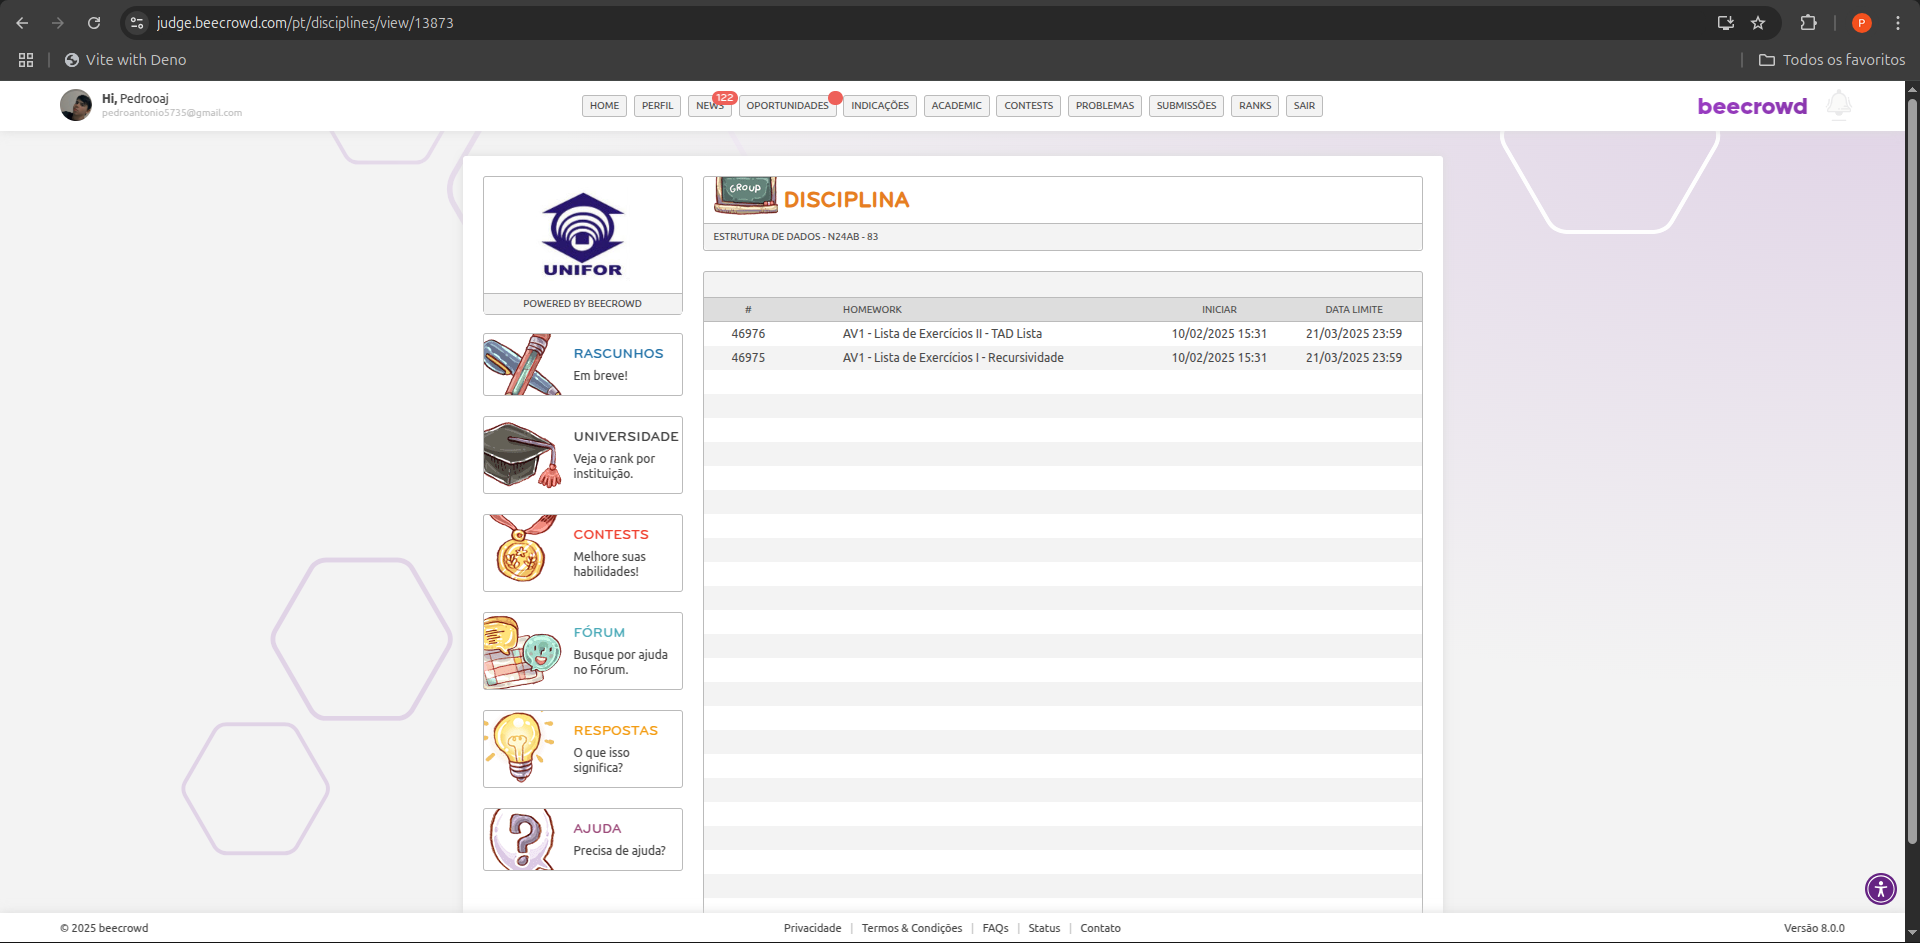 judge.beecrowd.com/pt/disciplines/view/13873
P
Vite with Deno
Todos os favoritos
Hi, Pedrooaj
pedroantonio5735@gmail.com
HOME
PERFIL
NEWS
122
OPORTUNIDADES
INDICAÇÕES
ACADEMIC
CONTESTS
PROBLEMAS
SUBMISSÕES
RANKS
SAIR
beecrowd
UNIFOR
POWERED BY BEECROWD
GROUP
DISCIPLINA
ESTRUTURA DE DADOS - N24AB - 83
# HOMEWORK INICIAR DATA LIMITE
46976 AV1 - Lista de Exercícios II - TAD Lista 10/02/2025 15:31 21/03/2025 23:59
46975 AV1 - Lista de Exercícios I - Recursividade 10/02/2025 15:31 21/03/2025 23:59
RASCUNHOS
Em breve!
UNIVERSIDADE
Veja o rank por
instituição.
CONTESTS
Melhore suas
habilidades!
FÓRUM
Busque por ajuda
no Fórum.
RESPOSTAS
O que isso
significa?
AJUDA
Precisa de ajuda?
© 2025 beecrowd
Privacidade | Termos & Condições | FAQs | Status | Contato
Versão 8.0.0